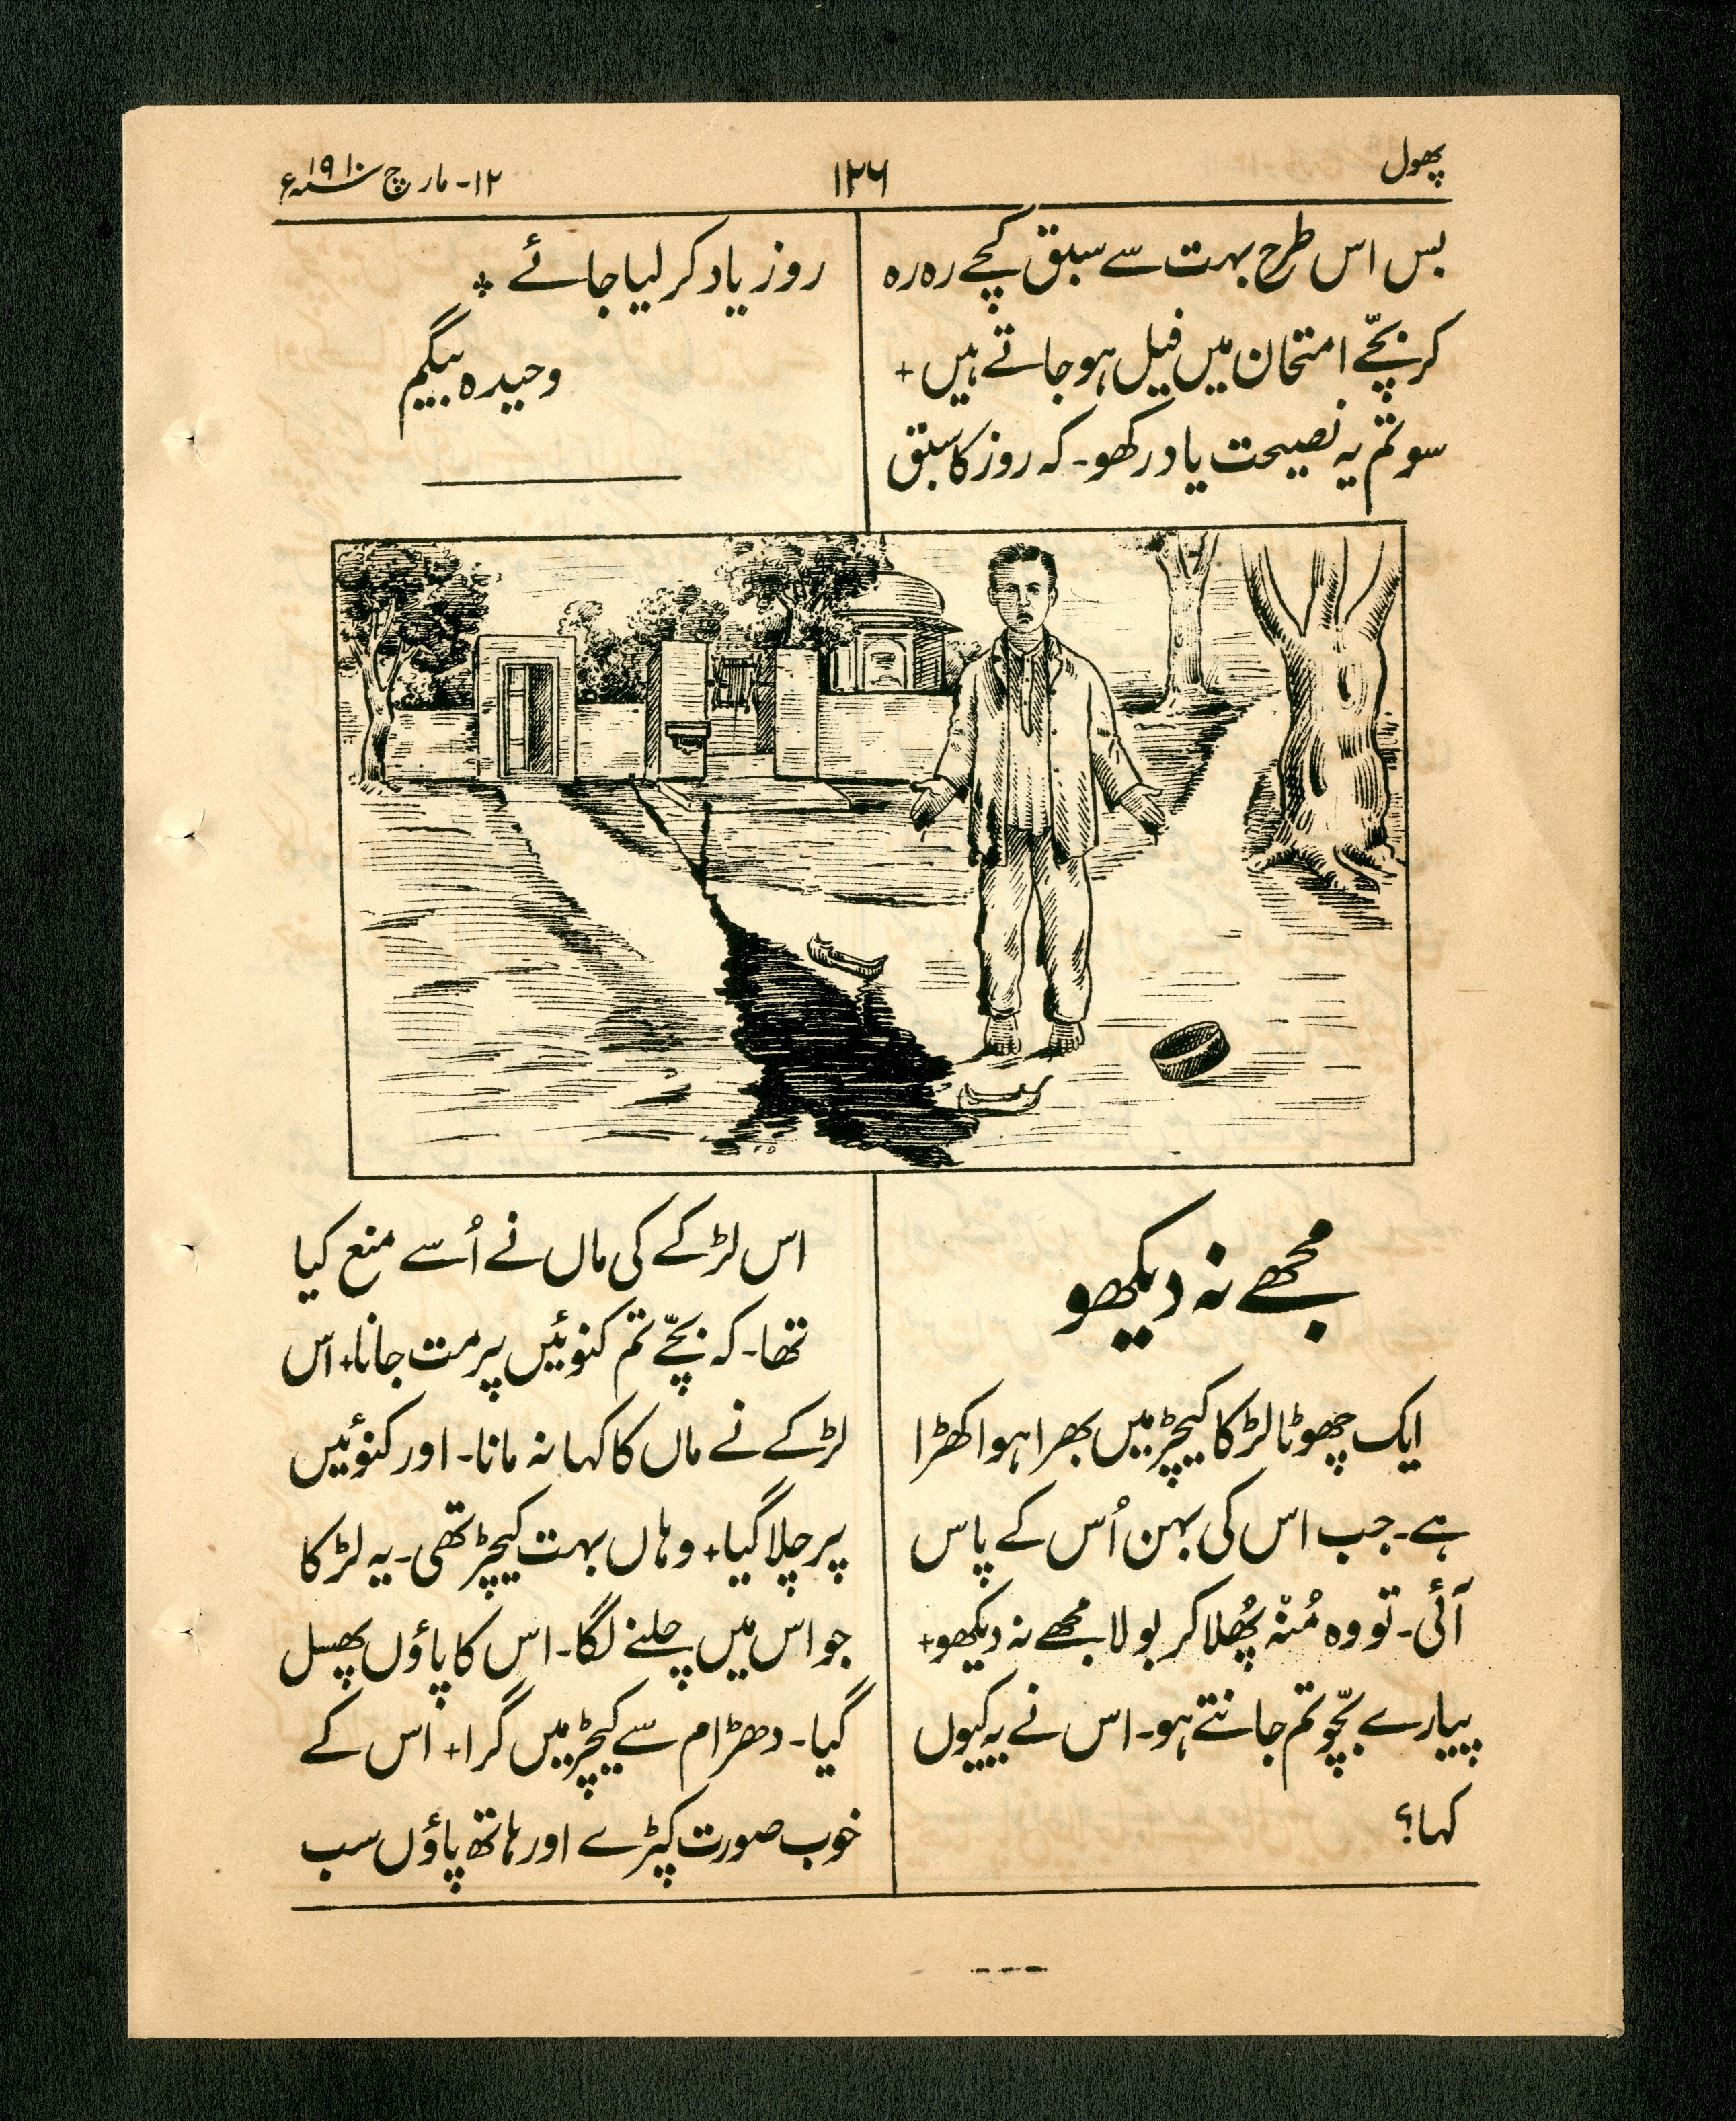 پھول
۱۲۶
۱۲- مارچ ۱۹۱۰ء
بس اس طرح بہت سے سبق کچے رہ رہ
کر بچّے امتحان میں فیل ہو جاتے ہیں +
سو تم یہ نصیحت یاد رکھو۔ کہ روز کا سبق
روز یاد کر لیا جائے ❖
وحیدہ بیگم
F D
مجھے نہ دیکھو
ایک چھوٹا لڑکا کیچڑ میں بھرا ہوا کھڑا
ہے۔ جب اس کی بہن اُس کے پاس
آئی۔ تو وہ مُنْہ پُھلا کر بولا مجھے نہ دیکھو+
پیارے بچّو تم جانتے ہو۔ اس نے یہ کیوں
کہا؟
اس لڑکے کی ماں نے اُسے منع کیا
تھا۔ کہ بچّے تم کنوئیں پر مت جانا+ اس
لڑکے نے ماں کا کہا نہ مانا۔ اور کنوئیں
پر چلا گیا+ وہاں بہت کیچڑ تھی۔ یہ لڑکا
جو اس میں چلنے لگا۔ اس کا پاؤں پھسل
گیا۔ دھڑام سے کیچڑ میں گرا+ اس کے
خوب صورت کپڑے اور ہاتھ پاؤں سب